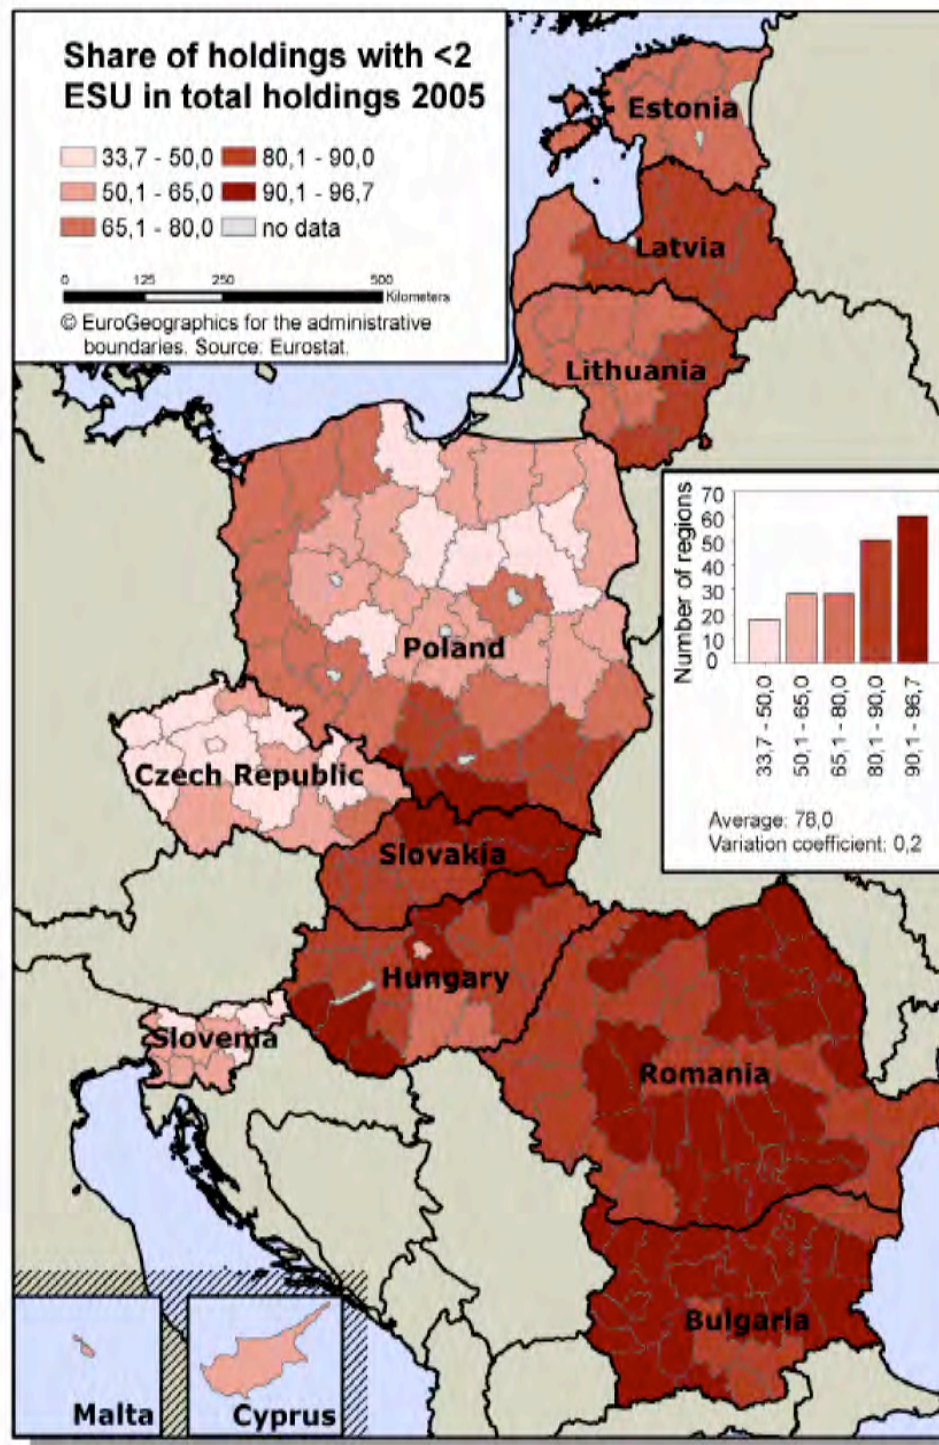 Share of holdings with <2
ESU in total holdings 2005
33,7 - 50,0
80,1 - 90,0
50,1 - 65,0
90,1 - 96,7
65,1 - 80,0
no data
0 125 250 500
Kilometers
© EuroGeographics for the administrative
boundaries. Source: Eurostat.
Estonia
Latvia
Lithuania
Poland
Czech Republic
Slovakia
Hungary
Slovenia
Romania
Bulgaria
Malta
Cyprus
Number of regions
70
60
50
40
30
20
10
0
33,7 - 50,0
50,1 - 65,0
65,1 - 80,0
80,1 - 90,0
90,1 - 96,7
Average: 78,0
Variation coefficient: 0,2